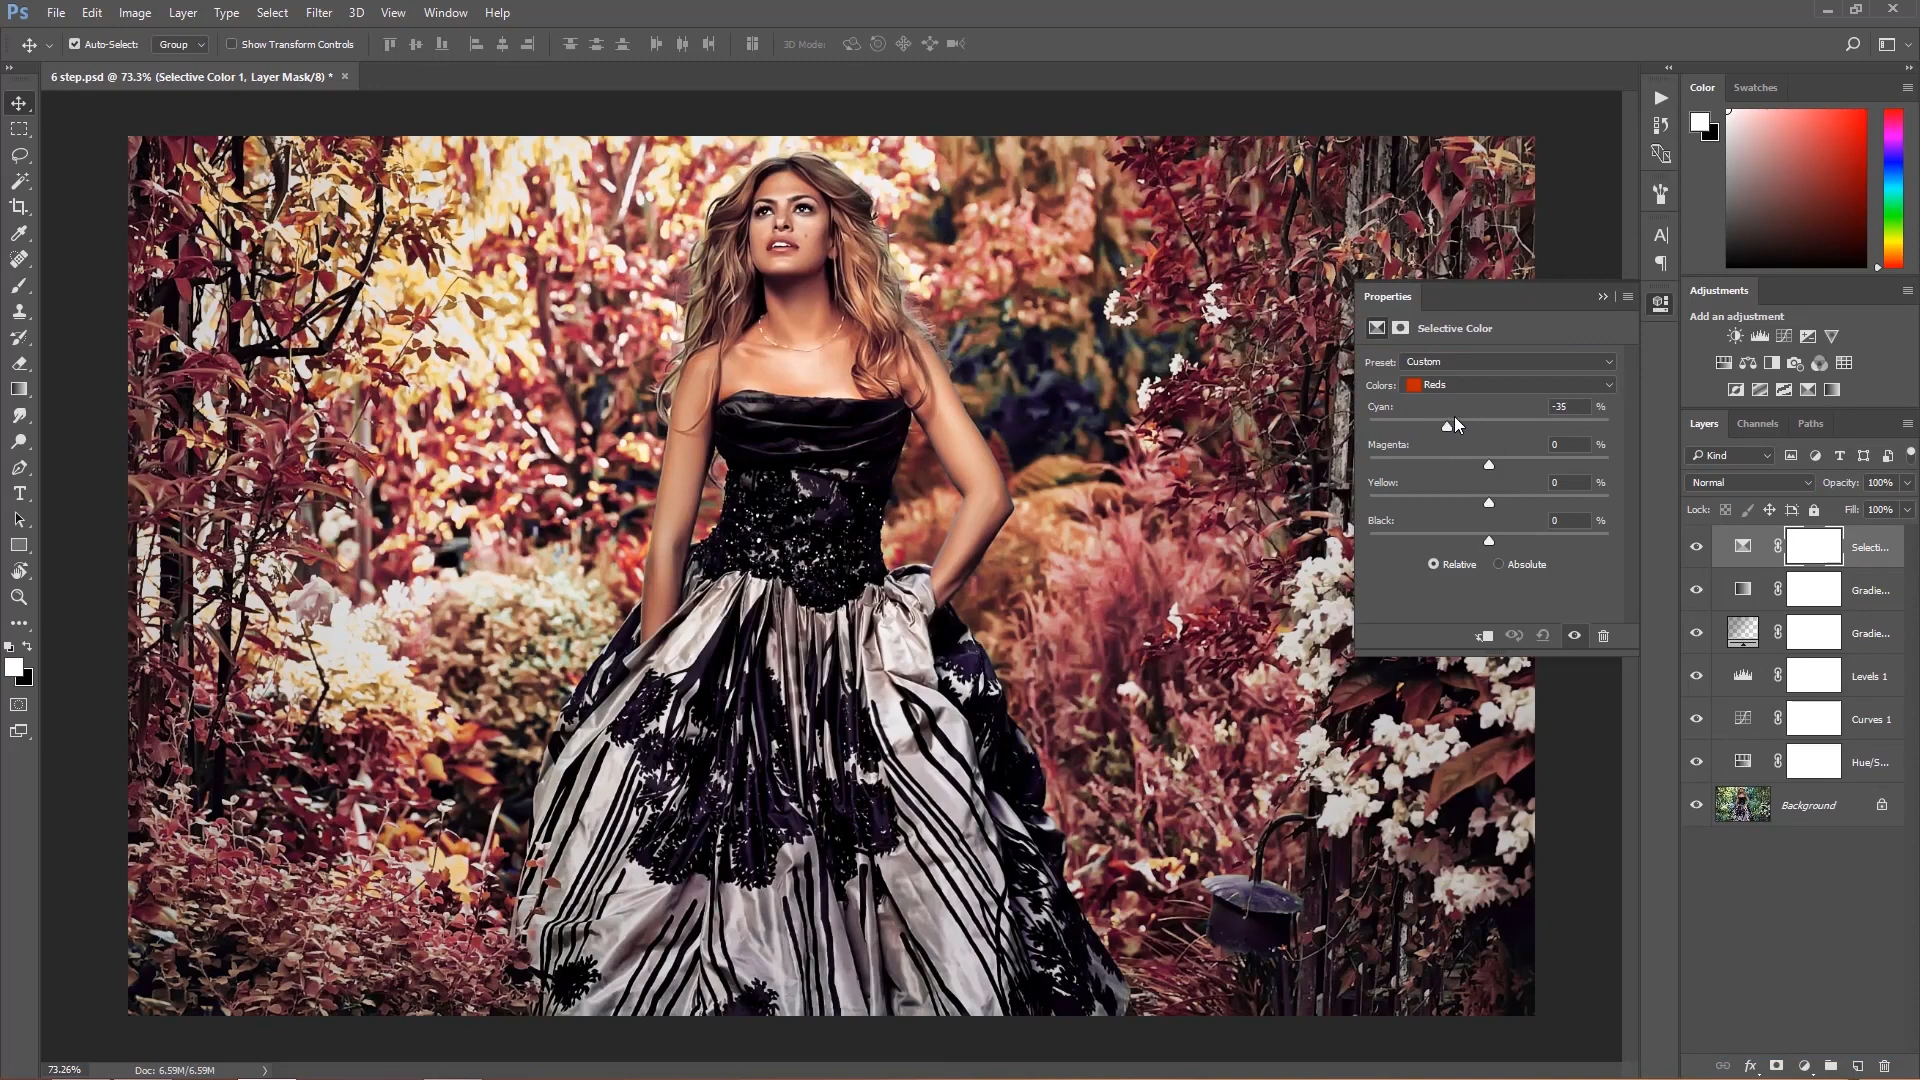 Ps File Edit Image Layer Type Select Filter 3D View Window Help
Auto-Select: Group Show Transform Controls 3D Mode:
6 step.psd @ 73.3% (Selective Color 1, Layer Mask/8) *
Color Swatches
Properties
Selective Color
Preset: Custom
Colors: Reds
Cyan: -35 %
Magenta: 0 %
Yellow: 0 %
Black: 0 %
Relative Absolute
Adjustments
Add an adjustment
Layers Channels Paths
Kind
Normal Opacity: 100%
Lock: Fill: 100%
Selecti...
Gradie...
Gradie...
Levels 1
Curves 1
Hue/S...
Background
73.26% Doc: 6.59M/6.59M
fx